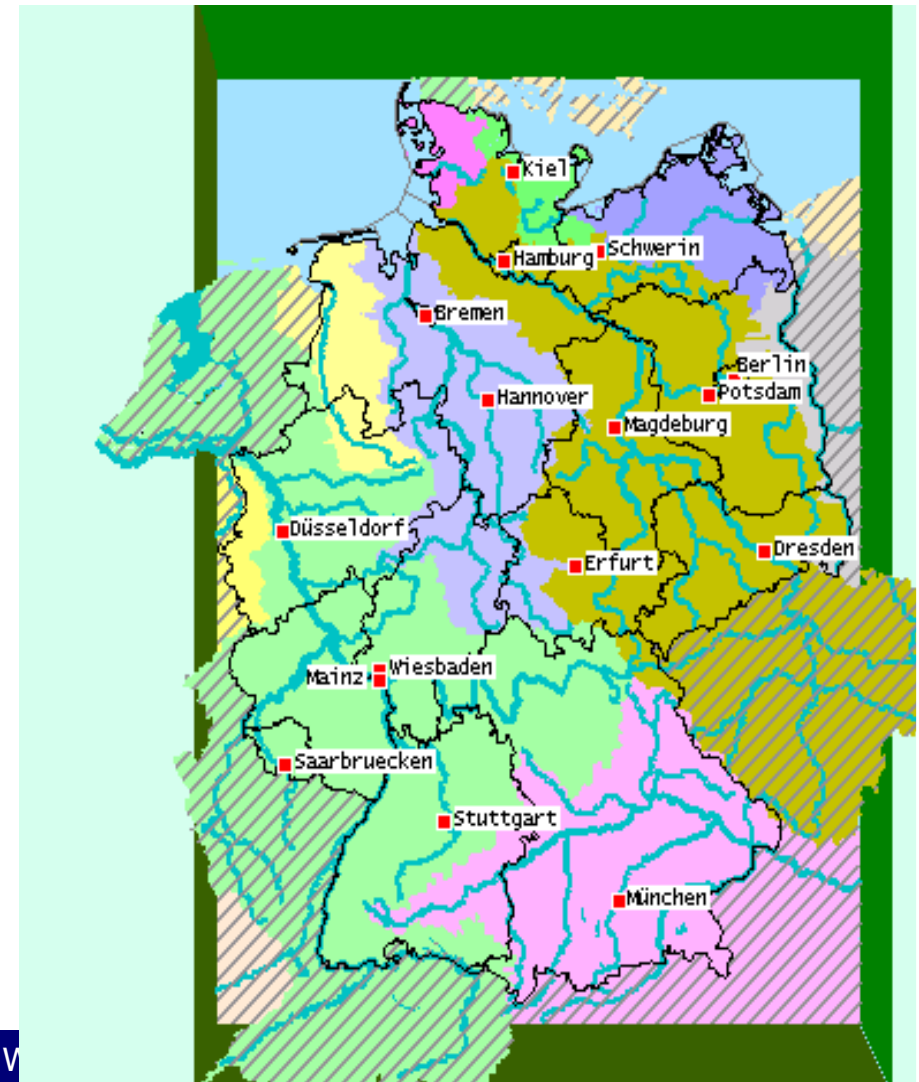 Kiel
Schwerin
Hamburg
Bremen
Berlin
Potsdam
Hannover
Magdeburg
Düsseldorf
Dresden
Erfurt
Wiesbaden
Mainz
Saarbruecken
Stuttgart
München